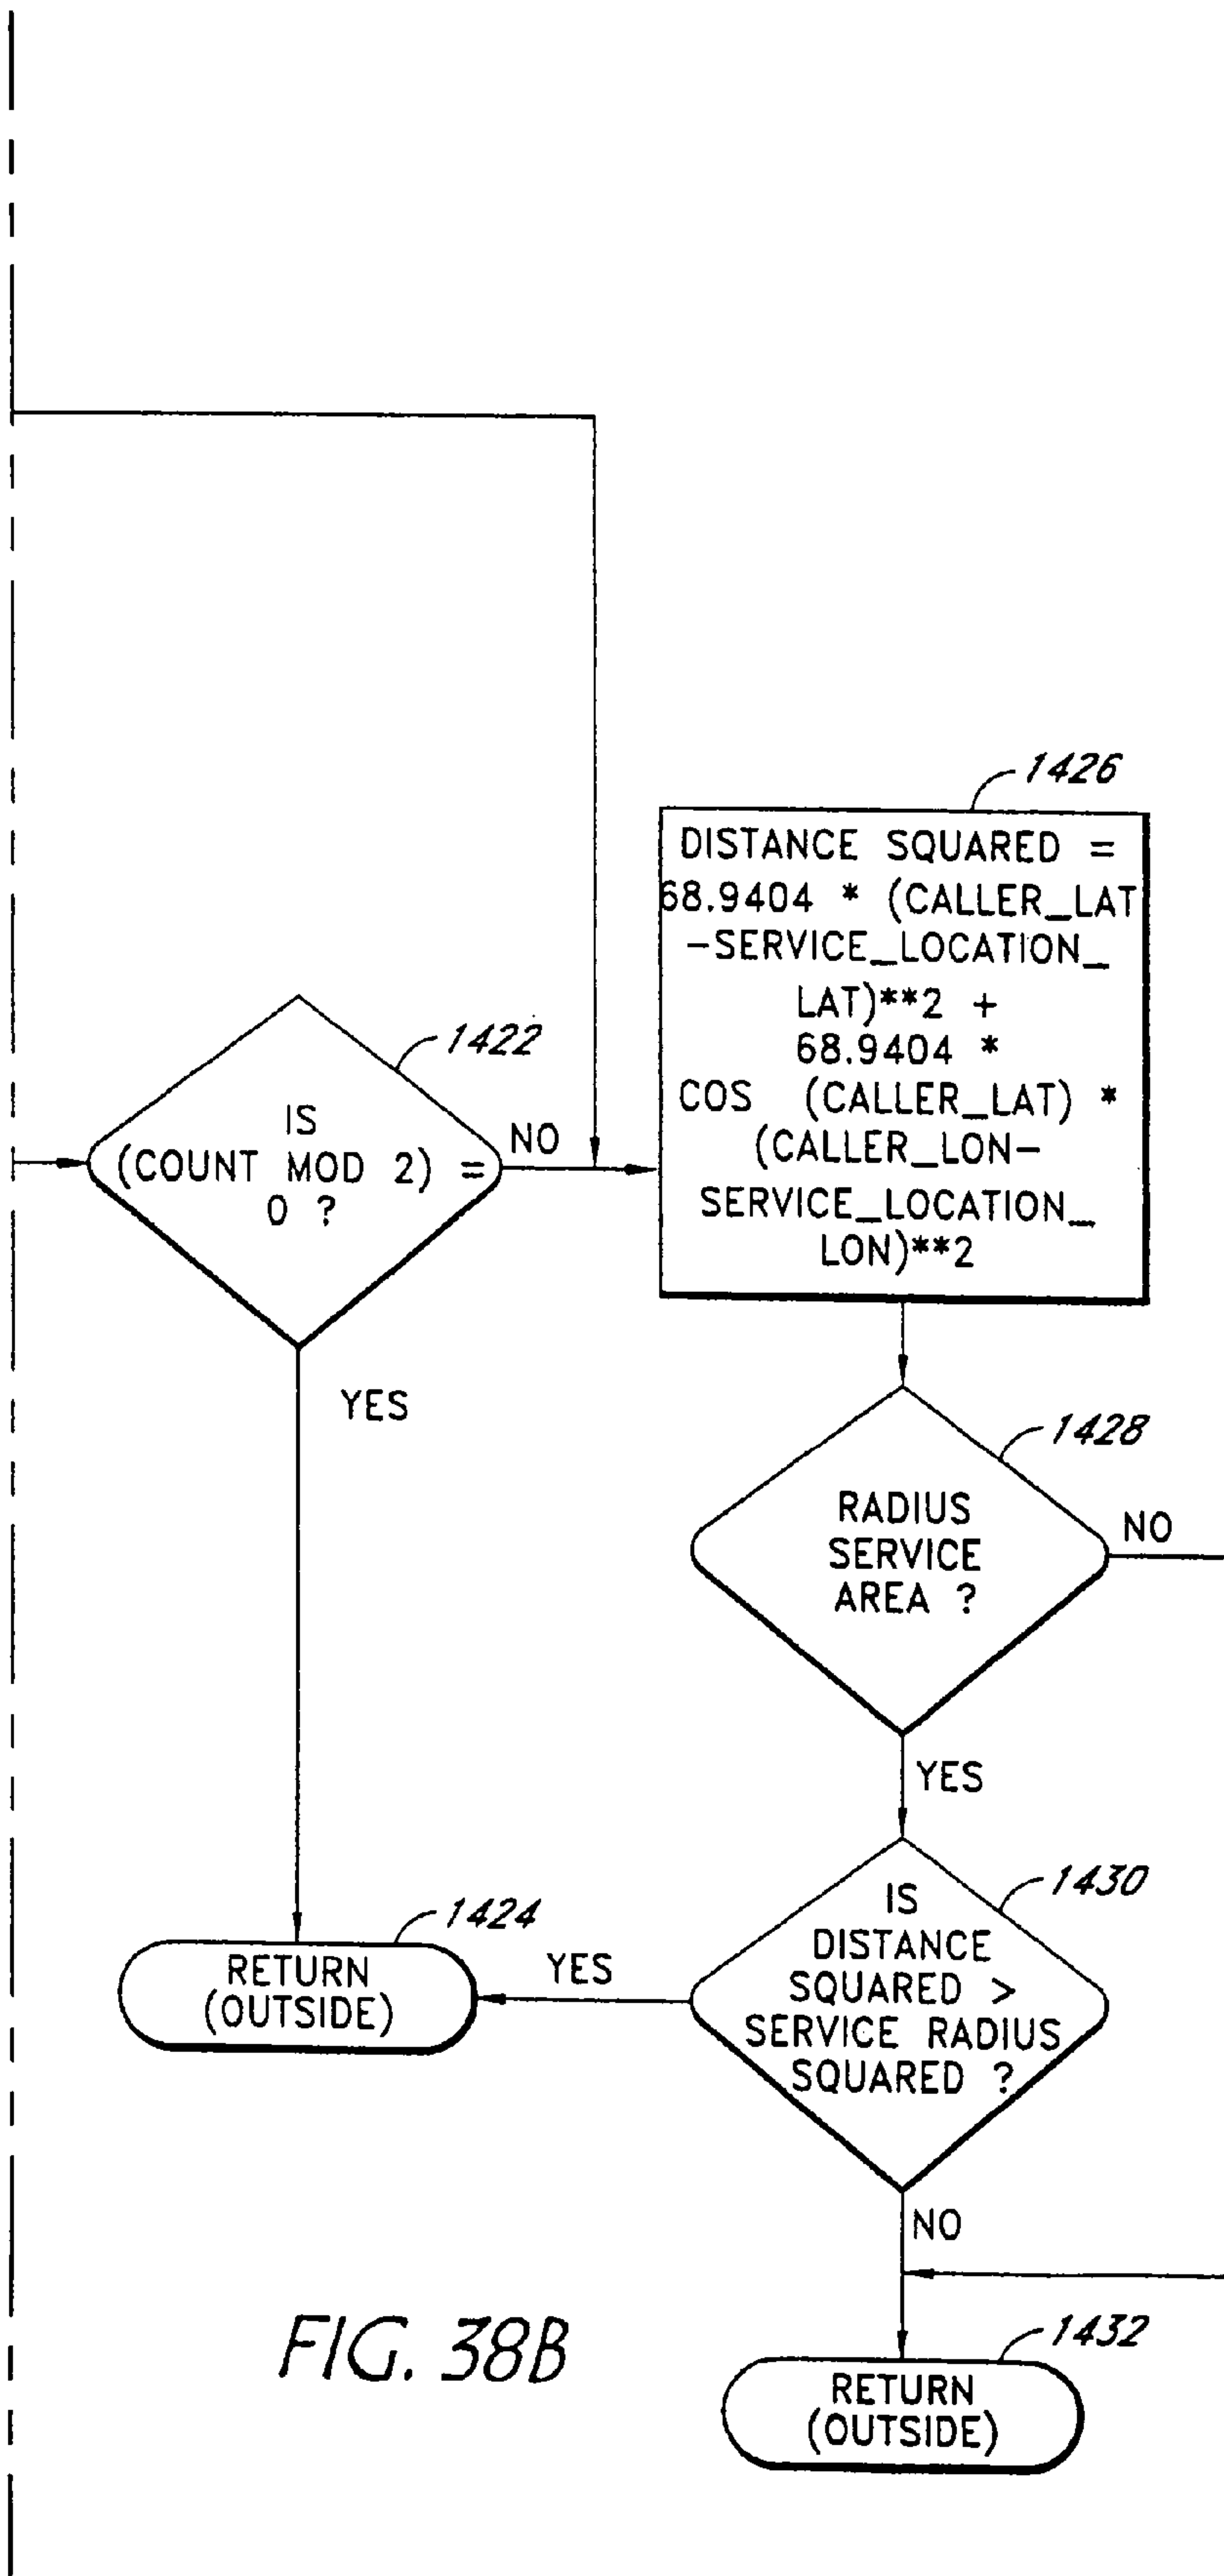 1426
DISTANCE SQUARED =
68.9404 * (CALLER_LAT
-SERVICE_LOCATION_
LAT)**2 +
68.9404 *
COS (CALLER_LAT) *
(CALLER_LON-
SERVICE_LOCATION_
LON)**2
1422
IS
(COUNT MOD 2) =
0 ?
NO
YES
1428
RADIUS
SERVICE
AREA ?
NO
YES
1430
IS
DISTANCE
SQUARED >
SERVICE RADIUS
SQUARED ?
YES
1424
RETURN
(OUTSIDE)
NO
1432
RETURN
(OUTSIDE)
FIG. 38B